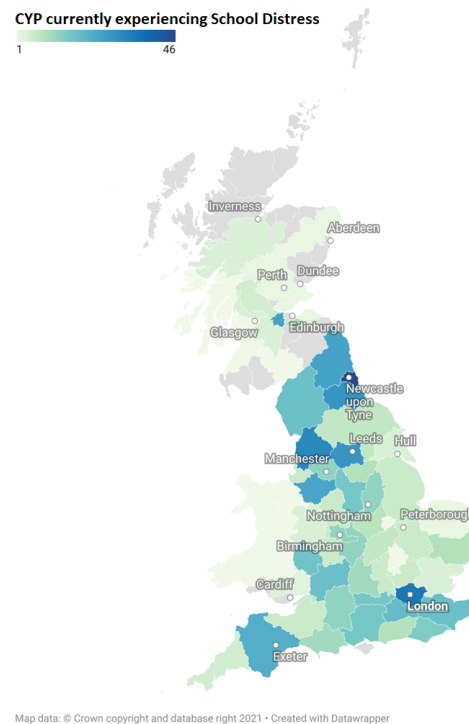 CYP currently experiencing School Distress
1 46
Inverness
Aberdeen
Perth
Dundee
Glasgow
Edinburgh
Newcastle
upon
Tyne
Leeds
Hull
Manchester
Nottingham
Peterboroug
Birmingham
Cardiff
London
Exeter
Map data: © Crown copyright and database right 2021 • Created with Datawrapper